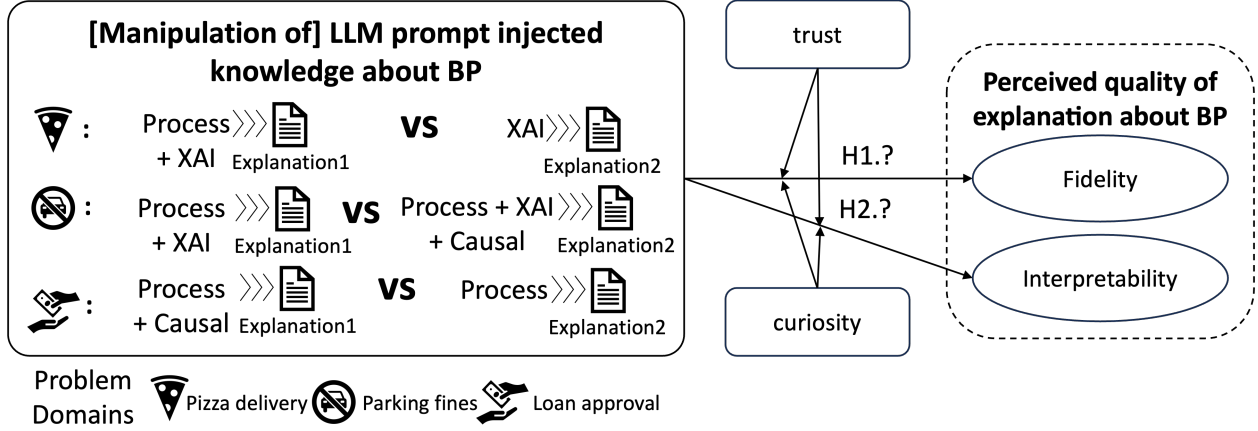 [Manipulation of] LLM prompt injected
knowledge about BP
: Process + XAI Explanation1 VS XAI Explanation2
: Process + XAI Explanation1 VS Process + XAI + Causal Explanation2
: Process + Causal Explanation1 VS Process Explanation2
trust
H1.?
H2.?
curiosity
Perceived quality of
explanation about BP
Fidelity
Interpretability
Problem
Domains
Pizza delivery
Parking fines
Loan approval